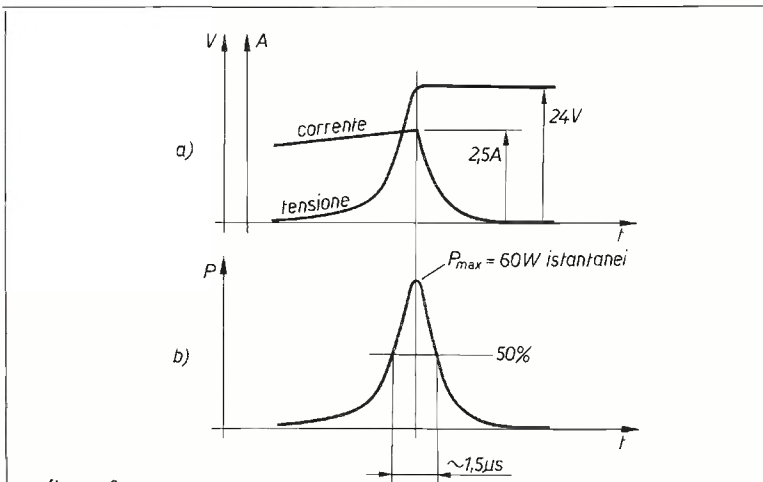 V A
corrente
24V
a)
2,5A
tensione
t
P
Pmax = 60W istantanei
b)
50%
t
~1,5µs